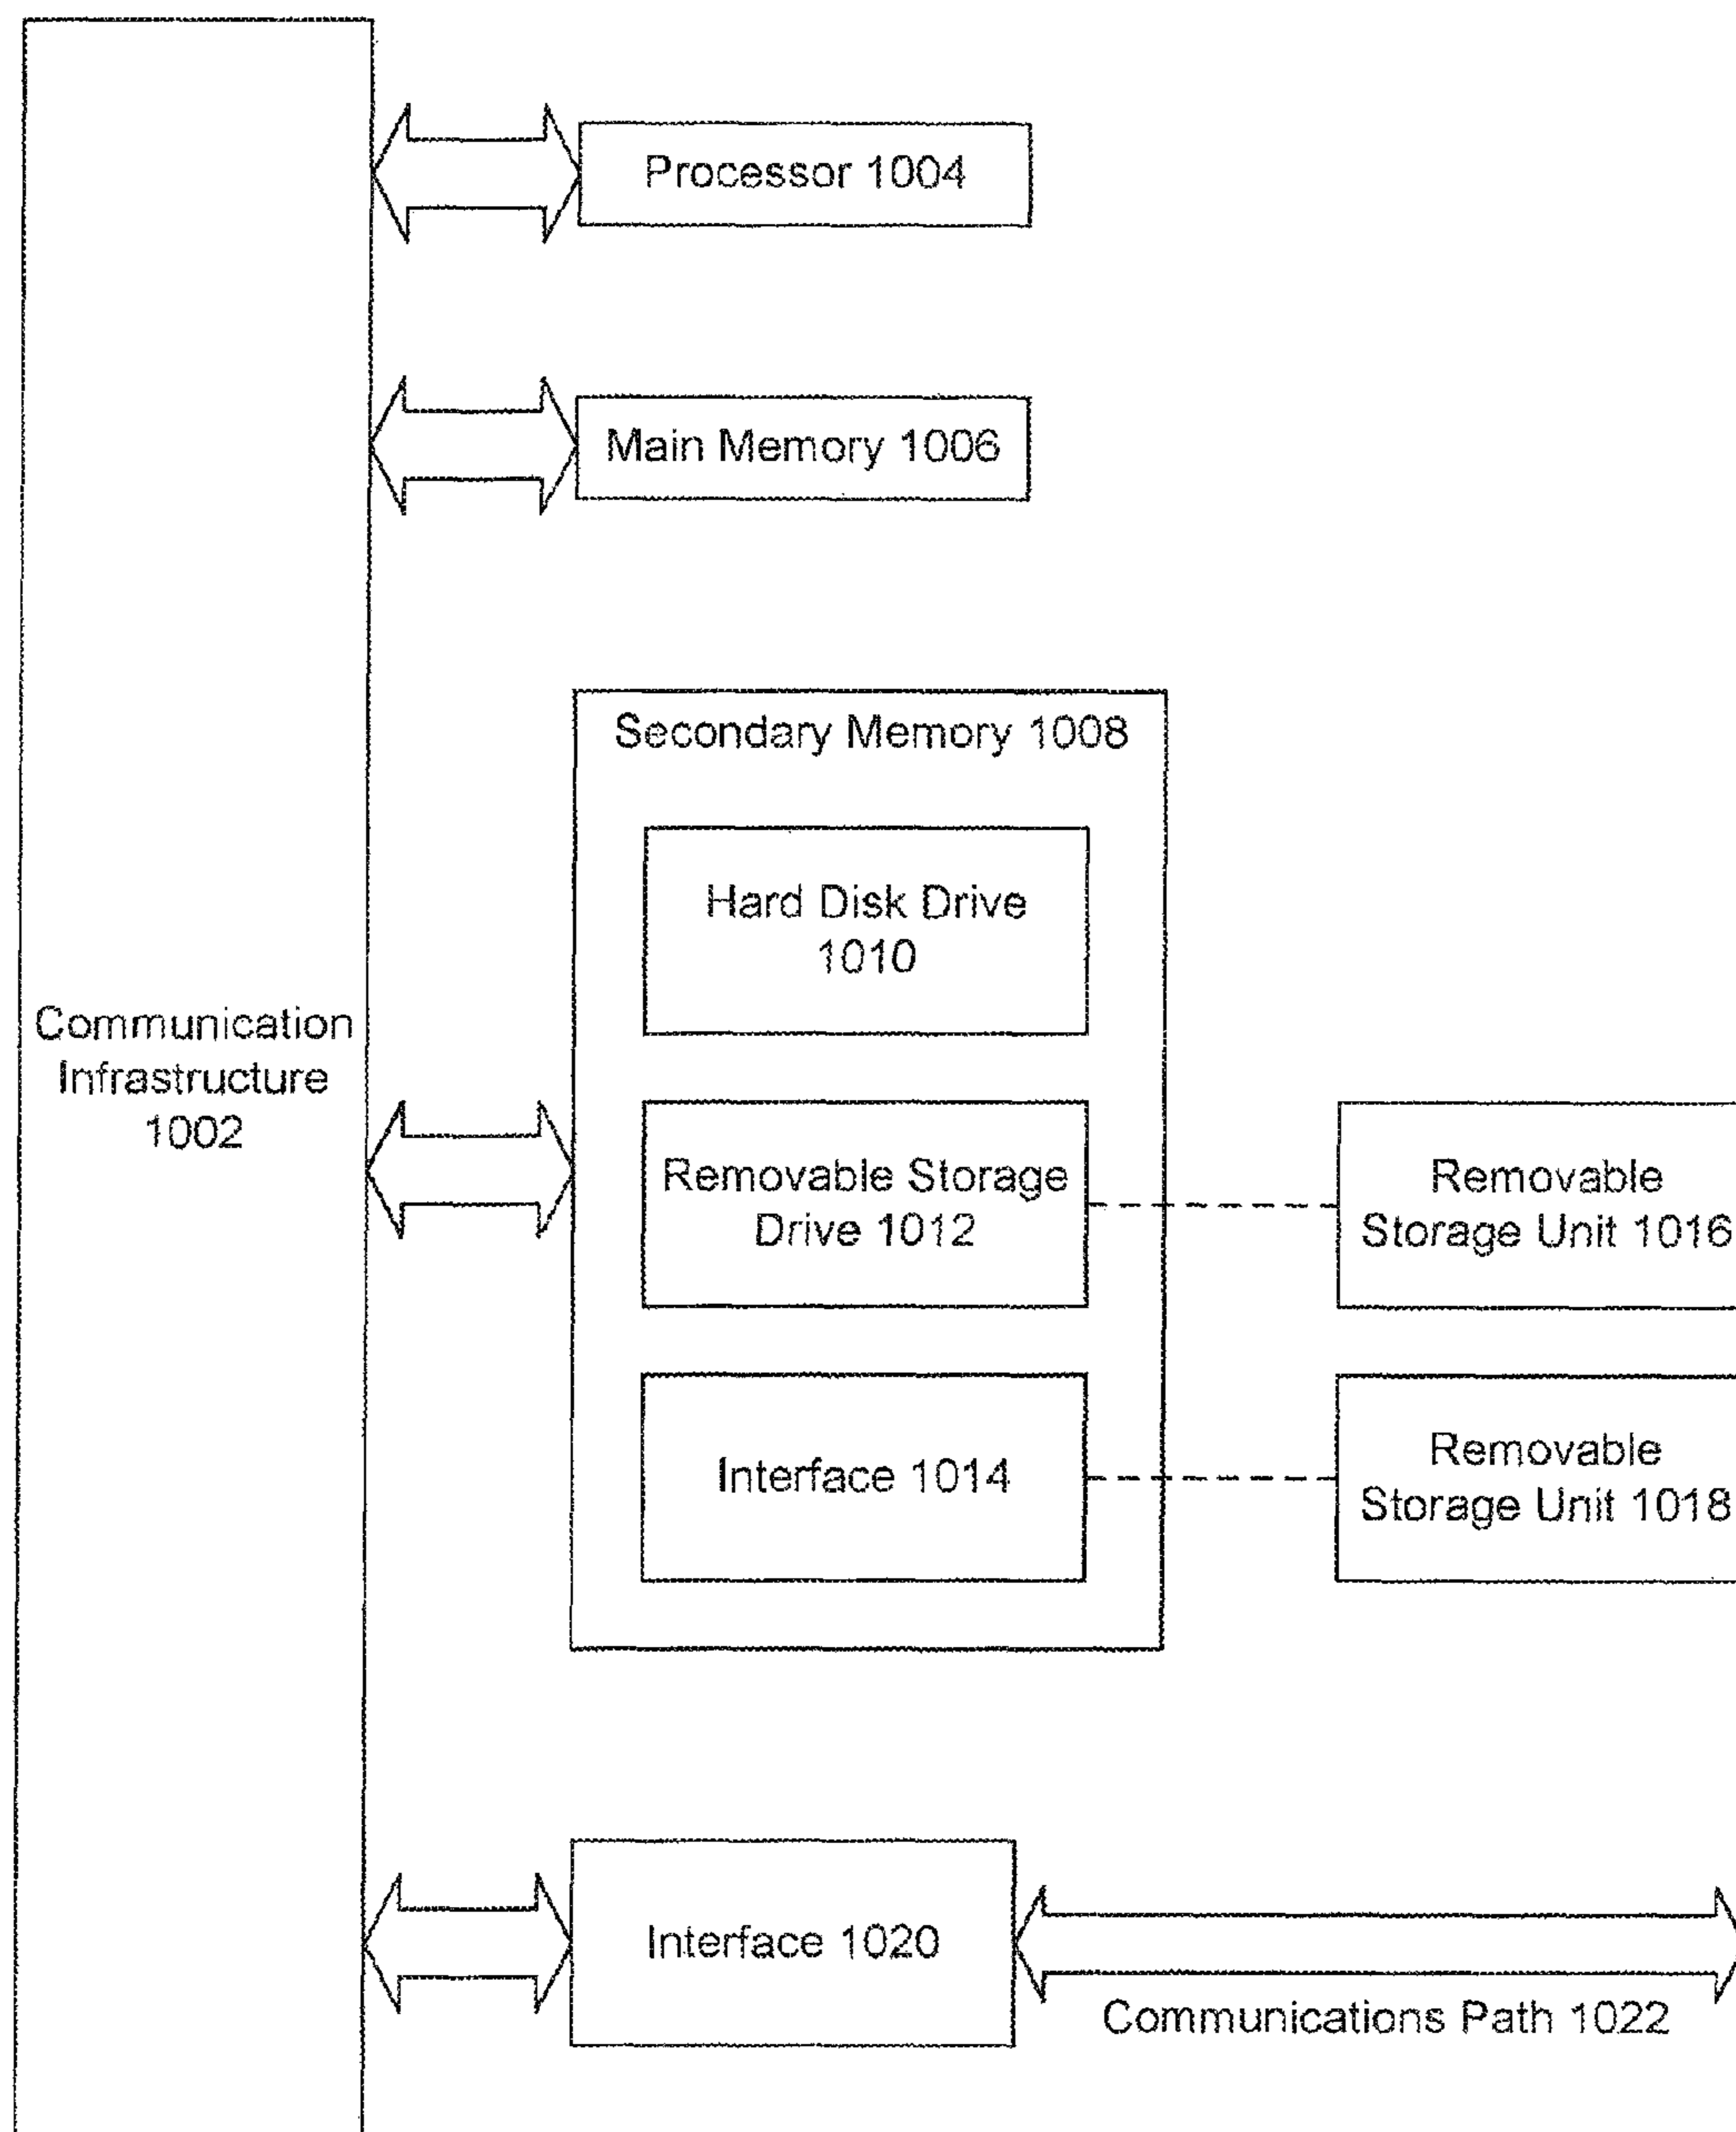 Processor 1004
Main Memory 1006
Secondary Memory 1008
Hard Disk Drive
1010
Communication
Infrastructure
1002
Removable Storage
Drive 1012
Removable
Storage Unit 1016
Interface 1014
Removable
Storage Unit 1018
Interface 1020
Communications Path 1022